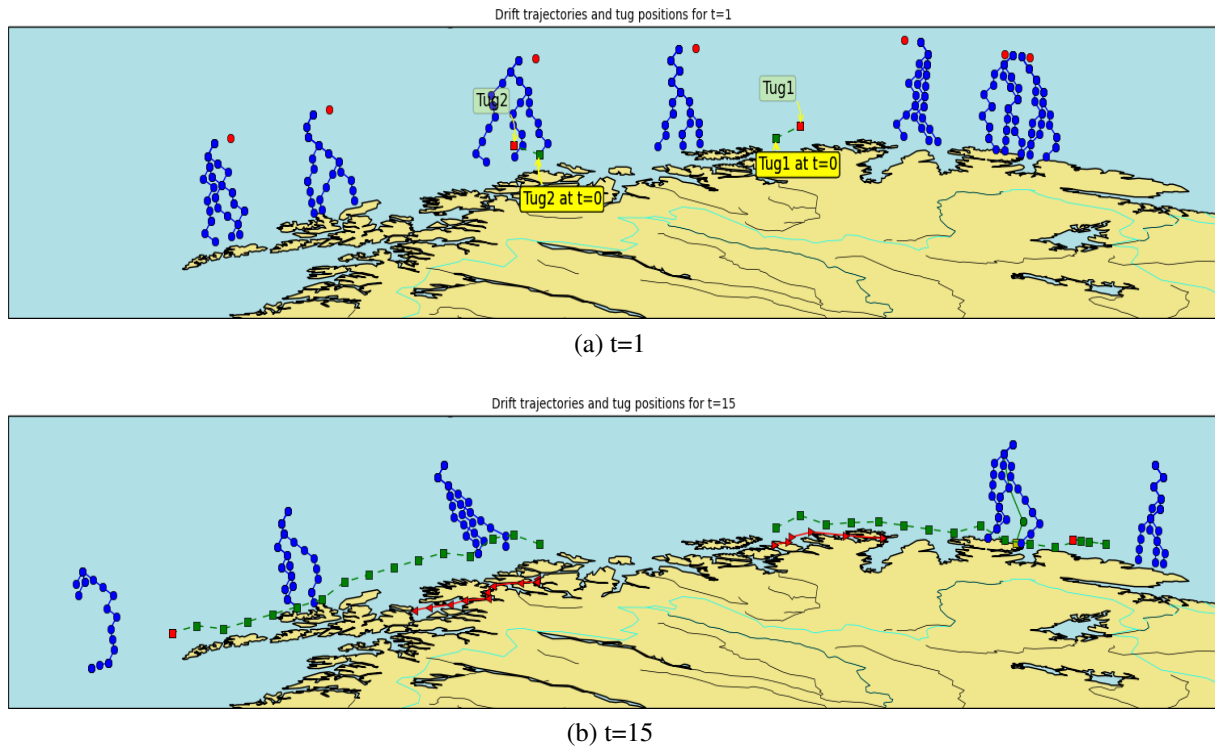 Drift trajectories and tug positions for t=1
Tug2
Tug1
Tug1 at t=0
Tug2 at t=0
(a) t=1
Drift trajectories and tug positions for t=15
(b) t=15